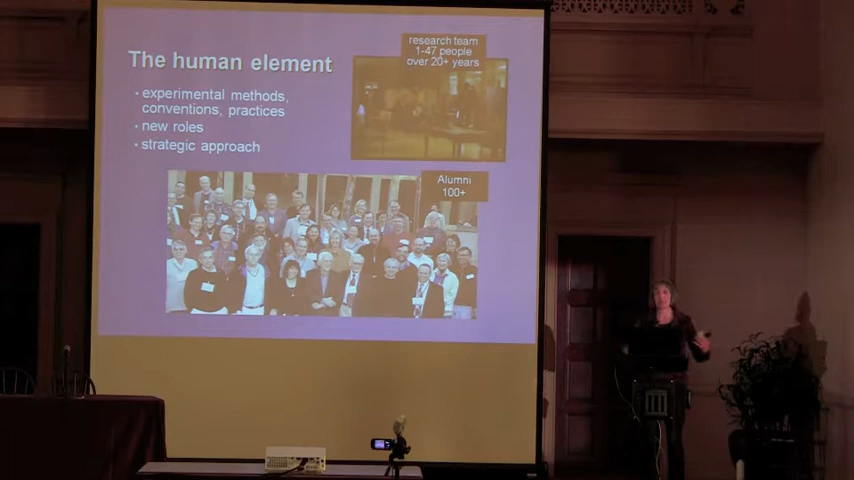 The human element
• experimental methods,
conventions, practices
• new roles
• strategic approach
research team
1-47 people
over 20+ years
Alumni
100+